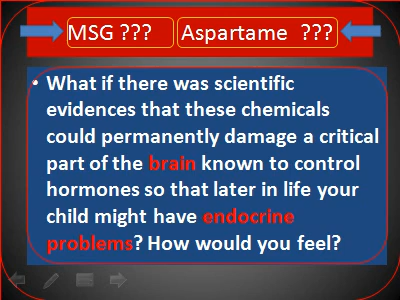 MSG ??? Aspartame ???
• What if there was scientific
evidences that these chemicals
could permanently damage a critical
part of the brain known to control
hormones so that later in life your
child might have endocrine
problems? How would you feel?